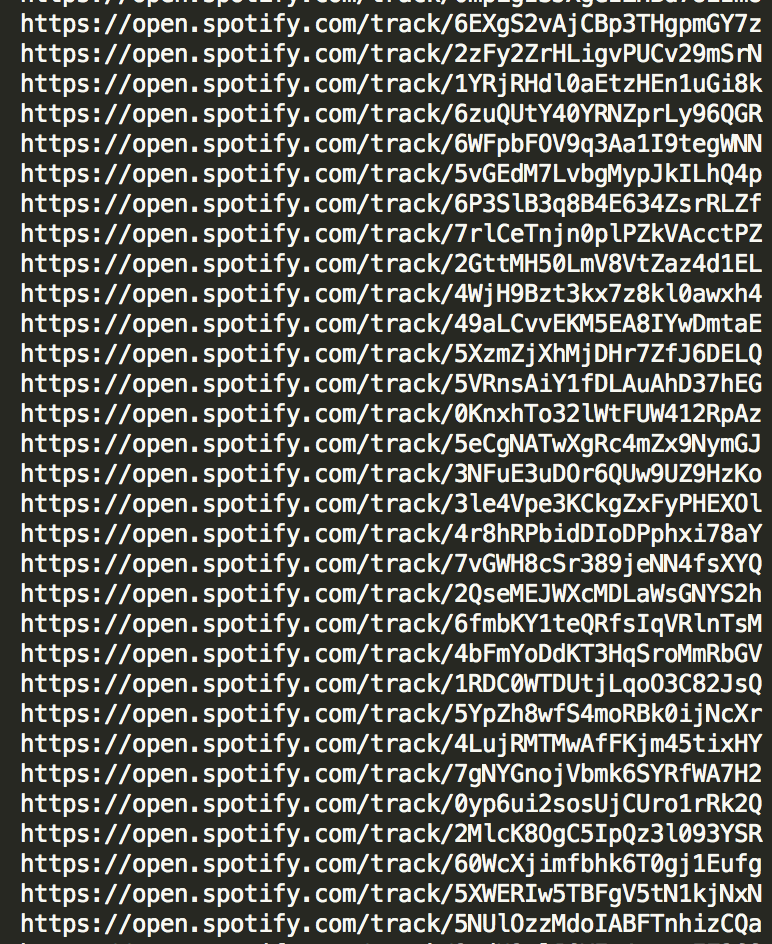 https://open.spotify.com/track/6EXgS2vAjCBp3THgpmGY7z
https://open.spotify.com/track/2zFy2ZrHLigvPUCv29mSrN
https://open.spotify.com/track/1YRjRHdl0aEtzHEn1uGi8k
https://open.spotify.com/track/6zuQUtY40YRNZprLy96QGR
https://open.spotify.com/track/6WFpbFOV9q3Aa1I9tegWNN
https://open.spotify.com/track/5vGEdM7LvbgMypJkILhQ4p
https://open.spotify.com/track/6P3SlB3q8B4E634ZsrRLZf
https://open.spotify.com/track/7rlCeTnjn0plPZkVAcctPZ
https://open.spotify.com/track/2GttMH50LmV8VtZaz4d1EL
https://open.spotify.com/track/4WjH9Bzt3kx7z8kl0awxh4
https://open.spotify.com/track/49aLCvvEKM5EA8IYwDmtaE
https://open.spotify.com/track/5XzmZjXhMjDHr7ZfJ6DELQ
https://open.spotify.com/track/5VRnsAiY1fDLAuAhD37hEG
https://open.spotify.com/track/0KnxhTo32lWtFUW412RpAz
https://open.spotify.com/track/5eCgNATwXgRc4mZx9NymGJ
https://open.spotify.com/track/3NFuE3uDOr6QUw9UZ9HzKo
https://open.spotify.com/track/3le4Vpe3KCkgZxFyPHEXOl
https://open.spotify.com/track/4r8hRPbidDIoDPphxi78aY
https://open.spotify.com/track/7vGWH8cSr389jeNN4fsXYQ
https://open.spotify.com/track/2QseMEJWXcMDLaWsGNYS2h
https://open.spotify.com/track/6fmbKY1teQRfsIqVRlnTsM
https://open.spotify.com/track/4bFmYoDdKT3HqSroMmRbGV
https://open.spotify.com/track/1RDC0WTDUtjLqoO3C82JsQ
https://open.spotify.com/track/5YpZh8wfS4moRBk0ijNcXr
https://open.spotify.com/track/4LujRMTMwAfFKjm45tixHY
https://open.spotify.com/track/7gNYGnojVbmk6SYRfWA7H2
https://open.spotify.com/track/0yp6ui2sosUjCUro1rRk2Q
https://open.spotify.com/track/2MlcK8OgC5IpQz3l093YSR
https://open.spotify.com/track/60WcXjimfbhk6T0gj1Eufg
https://open.spotify.com/track/5XWERIw5TBFgV5tN1kjNxN
https://open.spotify.com/track/5NUlOzzMdoIABFTnhizCQa